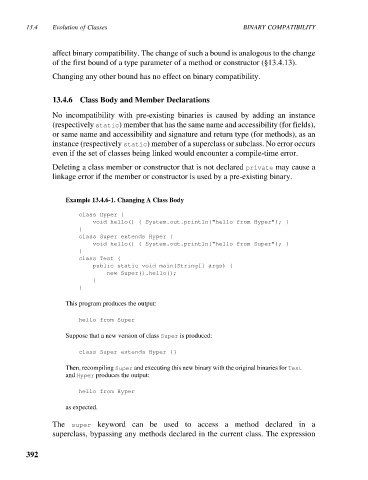 13.4 Evolution of Classes BINARY COMPATIBILITY
affect binary compatibility. The change of such a bound is analogous to the change
of the first bound of a type parameter of a method or constructor (§13.4.13).
Changing any other bound has no effect on binary compatibility.
13.4.6 Class Body and Member Declarations
No incompatibility with pre-existing binaries is caused by adding an instance
(respectively static) member that has the same name and accessibility (for fields),
or same name and accessibility and signature and return type (for methods), as an
instance (respectively static) member of a superclass or subclass. No error occurs
even if the set of classes being linked would encounter a compile-time error.
Deleting a class member or constructor that is not declared private may cause a
linkage error if the member or constructor is used by a pre-existing binary.
Example 13.4.6-1. Changing A Class Body
class Hyper {
void hello() { System.out.println("hello from Hyper"); }
}
class Super extends Hyper {
void hello() { System.out.println("hello from Super"); }
}
class Test {
public static void main(String[] args) {
new Super().hello();
}
}
This program produces the output:
hello from Super
Suppose that a new version of class Super is produced:
class Super extends Hyper {}
Then, recompiling Super and executing this new binary with the original binaries for Test
and Hyper produces the output:
hello from Hyper
as expected.
The super keyword can be used to access a method declared in a
superclass, bypassing any methods declared in the current class. The expression
392